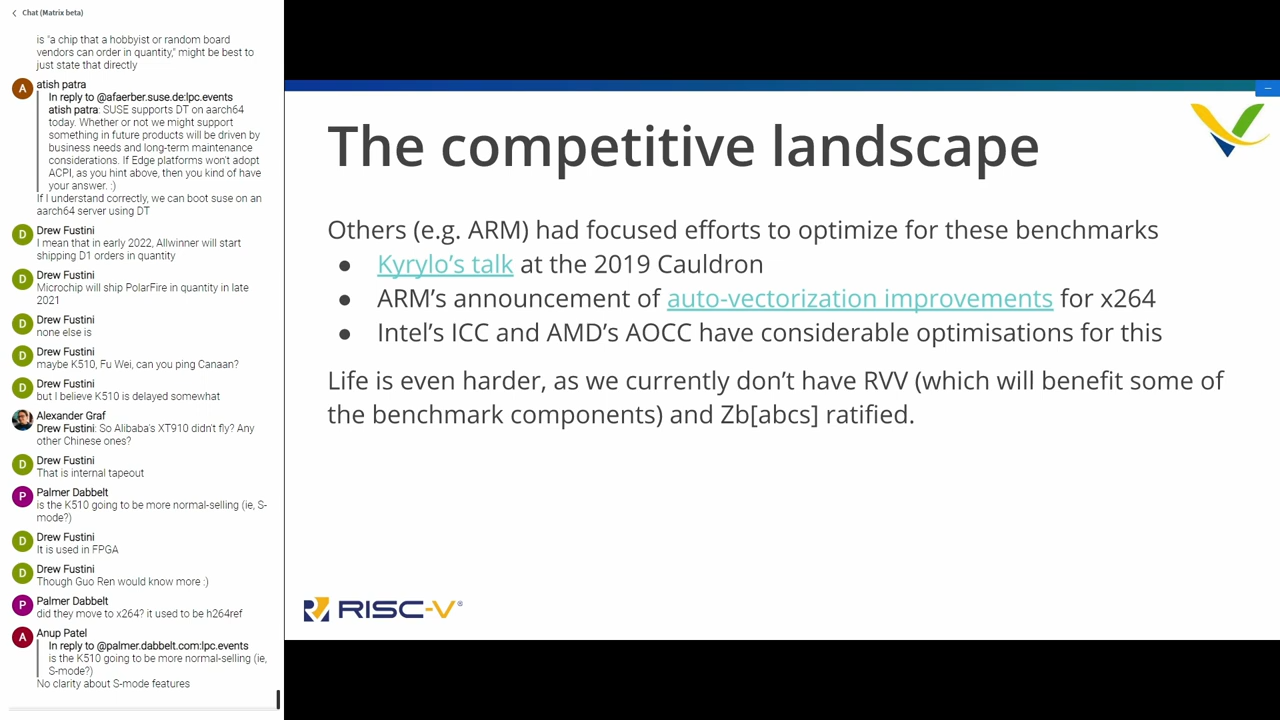 Chat (Matrix beta)
is "a chip that a hobbyist or random board
vendors can order in quantity," might be best to
just state that directly
A
atish patra
In reply to @afaerber.suse.de:lpc.events
atish patra: SUSE supports DT on aarch64
today. Whether or not we might support
something in future products will be driven by
business needs and long-term maintenance
considerations. If Edge platforms won't adopt
ACPI, as you hint above, then you kind of have
your answer. :)
If I understand correctly, we can boot suse on an
aarch64 server using DT
D
Drew Fustini
I mean that in early 2022, Allwinner will start
shipping D1 orders in quantity
D
Drew Fustini
Microchip will ship PolarFire in quantity in late
2021
D
Drew Fustini
none else is
D
Drew Fustini
maybe K510, Fu Wei, can you ping Canaan?
D
Drew Fustini
but I believe K510 is delayed somewhat
Alexander Graf
Drew Fustini: So Alibaba's XT910 didn't fly? Any
other Chinese ones?
D
Drew Fustini
That is internal tapeout
P
Palmer Dabbelt
is the K510 going to be more normal-selling (ie, S-
mode?)
D
Drew Fustini
It is used in FPGA
D
Drew Fustini
Though Guo Ren would know more :)
P
Palmer Dabbelt
did they move to x264? it used to be h264ref
A
Anup Patel
In reply to @palmer.dabbelt.com:lpc.events
is the K510 going to be more normal-selling (ie,
S-mode?)
No clarity about S-mode features
The competitive landscape
Others (e.g. ARM) had focused efforts to optimize for these benchmarks
● Kyrylo's talk at the 2019 Cauldron
● ARM's announcement of auto-vectorization improvements for x264
● Intel's ICC and AMD's AOCC have considerable optimisations for this
Life is even harder, as we currently don't have RVV (which will benefit some of
the benchmark components) and Zb[abcs] ratified.
RISC-V®